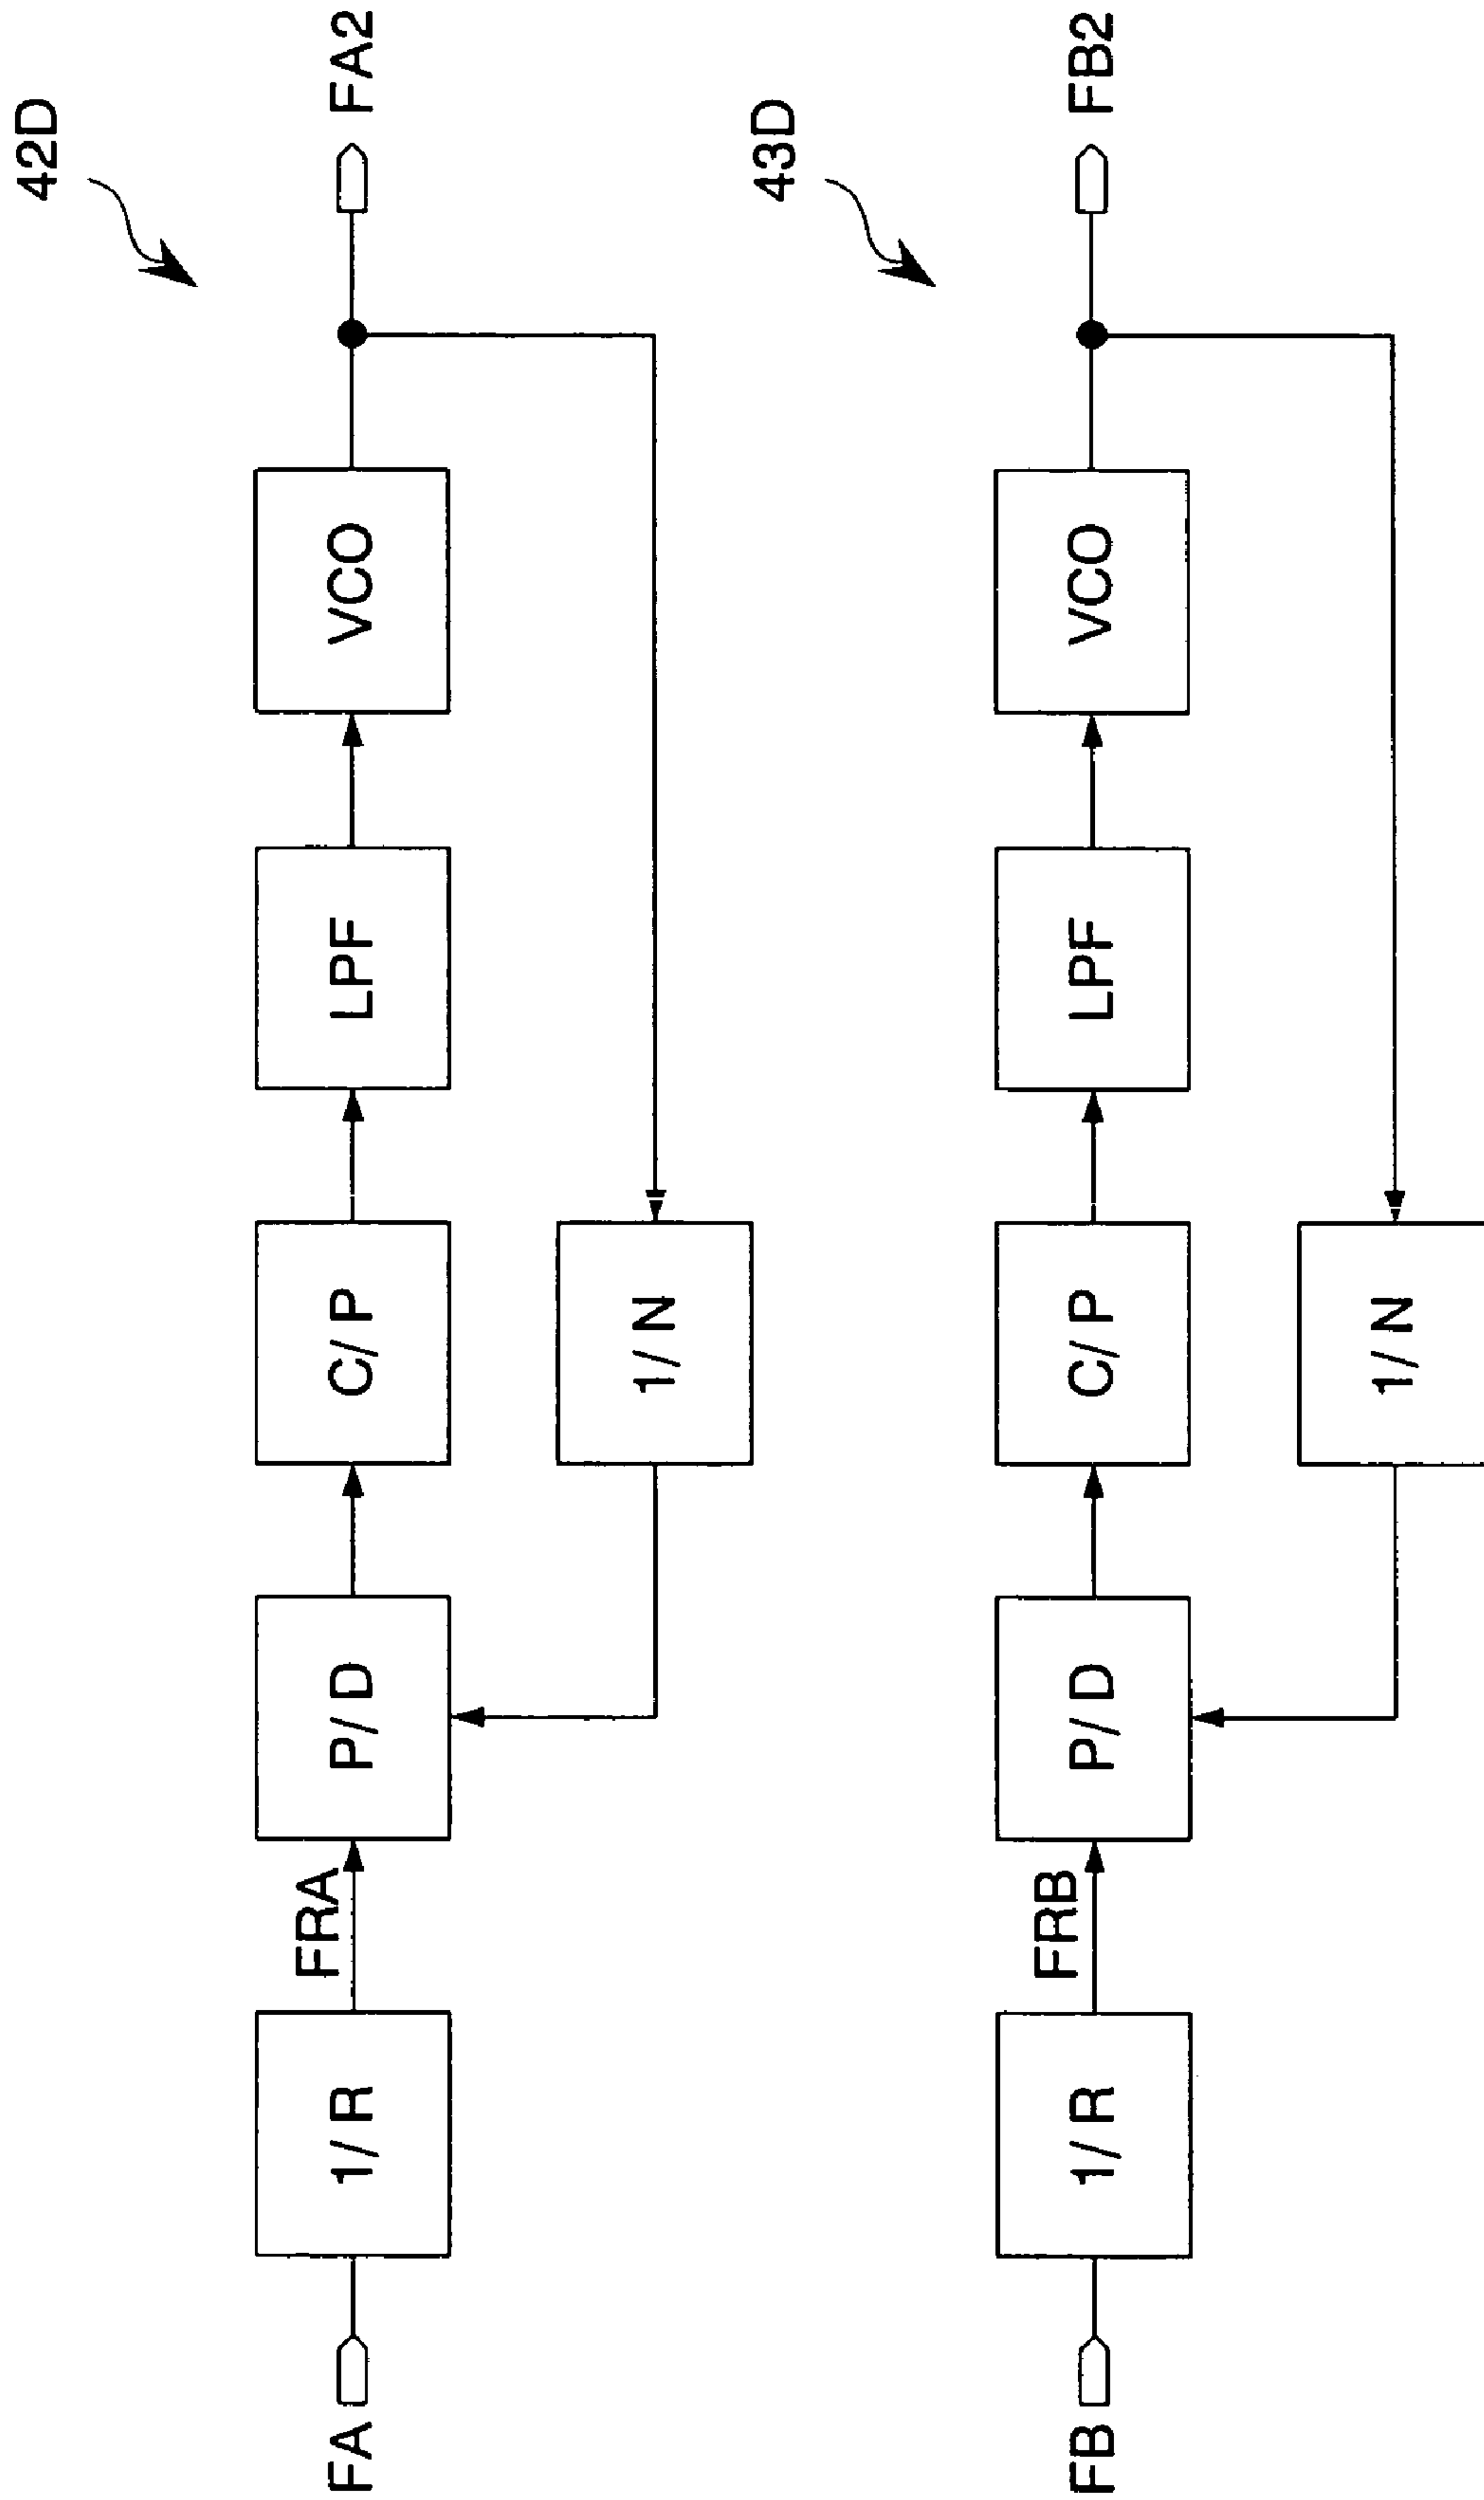 42D
FA
1/R
FRA
P/D
C/P
LPF
VCO
FA2
1/N
43D
FB
1/R
FRB
P/D
C/P
LPF
VCO
FB2
1/N